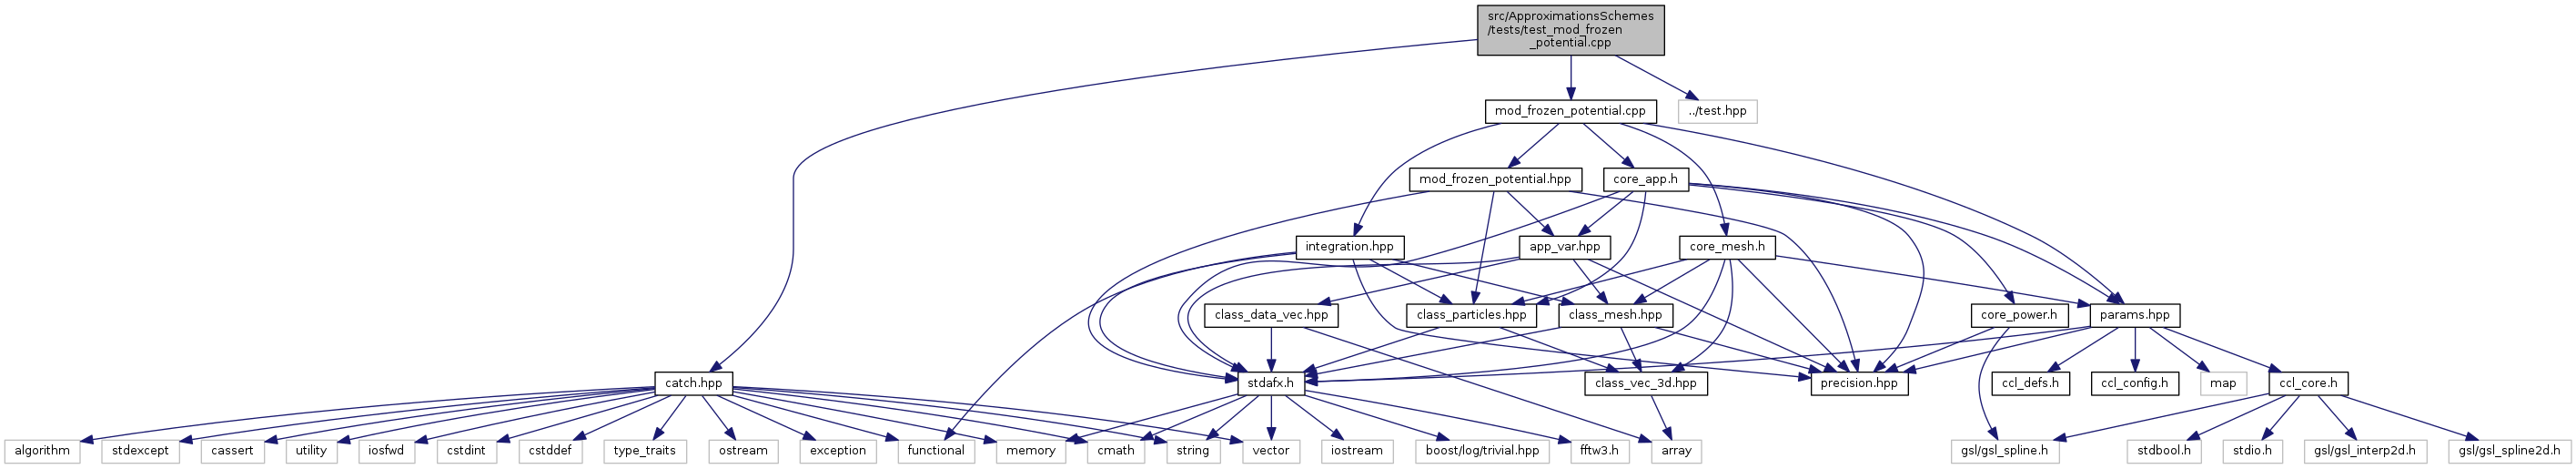 src/ApproximationsSchemes
/tests/test_mod_frozen
_potential.cpp
mod_frozen_potential.cpp
../test.hpp
mod_frozen_potential.hpp
core_app.h
integration.hpp
app_var.hpp
core_mesh.h
class_data_vec.hpp
class_particles.hpp
class_mesh.hpp
core_power.h
params.hpp
catch.hpp
stdafx.h
class_vec_3d.hpp
precision.hpp
ccl_defs.h
ccl_config.h
map
ccl_core.h
algorithm
stdexcept
cassert
utility
iosfwd
cstdint
cstddef
type_traits
ostream
exception
functional
memory
cmath
string
vector
iostream
boost/log/trivial.hpp
fftw3.h
array
gsl/gsl_spline.h
stdbool.h
stdio.h
gsl/gsl_interp2d.h
gsl/gsl_spline2d.h